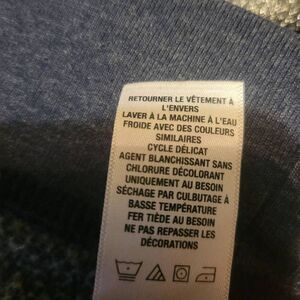 RETOURNER LE VÊTEMENT À
L'ENVERS
LAVER À LA MACHINE À L'EAU
FROIDE AVEC DES COULEURS
SIMILAIRES
CYCLE DÉLICAT
AGENT BLANCHISSANT SANS
CHLORURE DÉCOLORANT
UNIQUEMENT AU BESOIN
SÉCHAGE PAR CULBUTAGE À
BASSE TEMPÉRATURE
FER TIÈDE AU BESOIN
NE PAS REPASSER LES
DÉCORATIONS